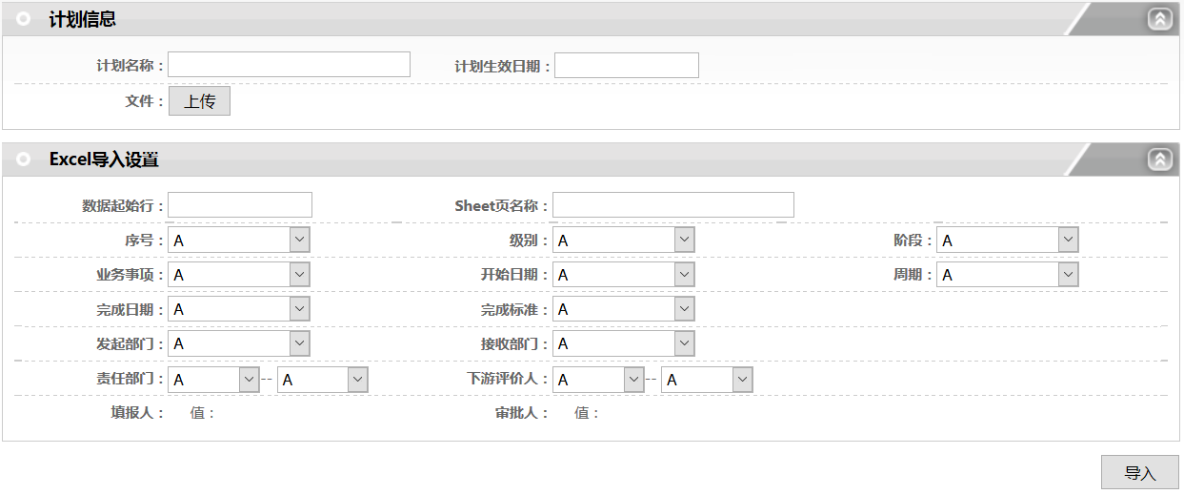 计划信息
计划名称： 计划生效日期：
文件： 上传
Excel导入设置
数据起始行： Sheet页名称：
序号： A 级别： A 阶段： A
业务事项： A 开始日期： A 周期： A
完成日期： A 完成标准： A
发起部门： A 接收部门： A
责任部门： A -- A 下游评价人： A -- A
填报人： 值： 审批人： 值：
导入